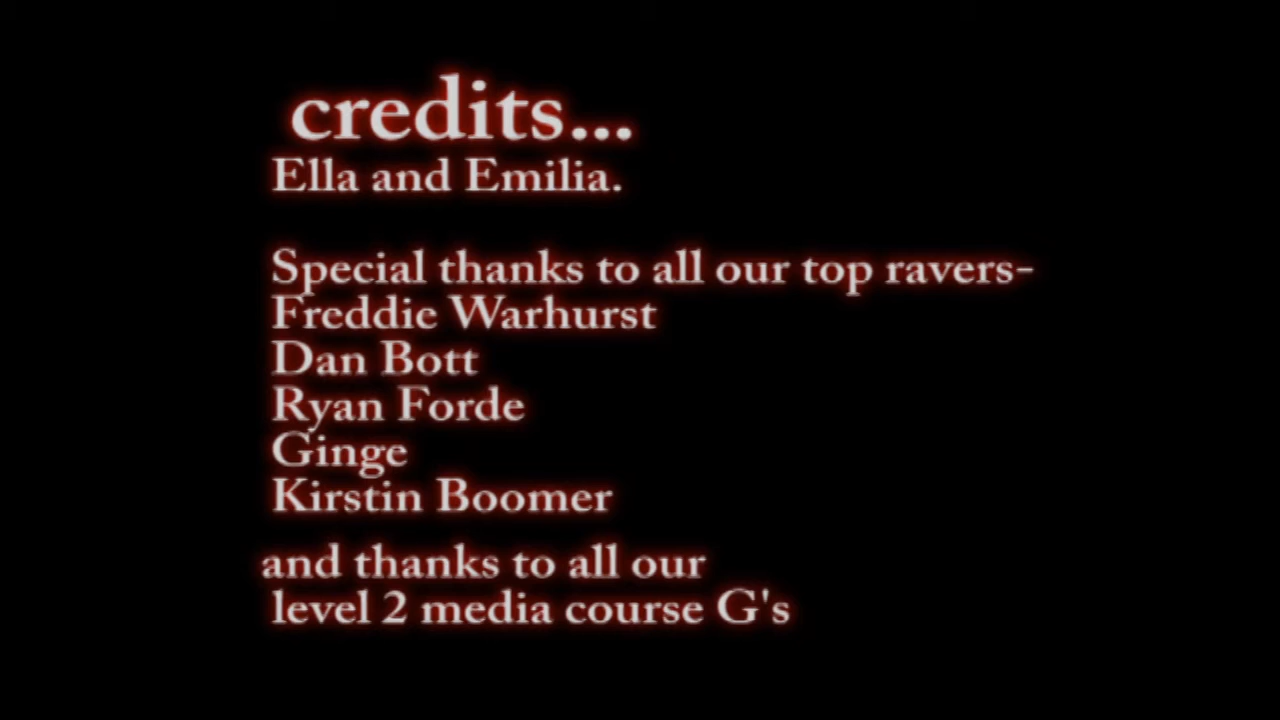 credits...
Ella and Emilia.
Special thanks to all our top ravers-
Freddie Warhurst
Dan Bott
Ryan Forde
Ginge
Kirstin Boomer
and thanks to all our
level 2 media course G's